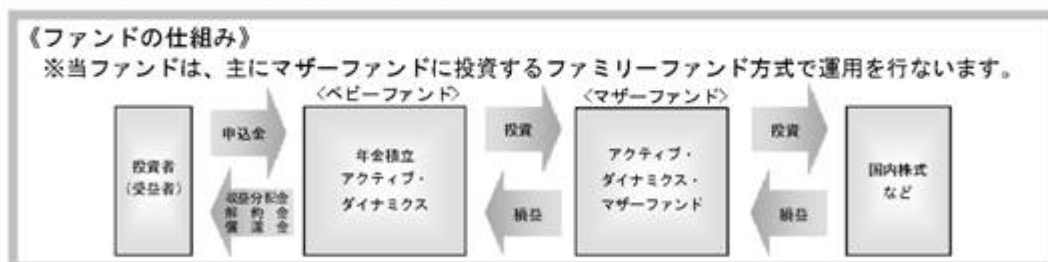 《ファンドの仕組み》
※当ファンドは、主にマザーファンドに投資するファミリーファンド方式で運用を行ないます。
〈ベビーファンド〉
〈マザーファンド〉
投資者
(受益者)
申込金
収益分配金
解約金
償還金
年金積立
アクティブ・
ダイナミクス
投資
損益
アクティブ・
ダイナミクス・
マザーファンド
投資
損益
国内株式
など